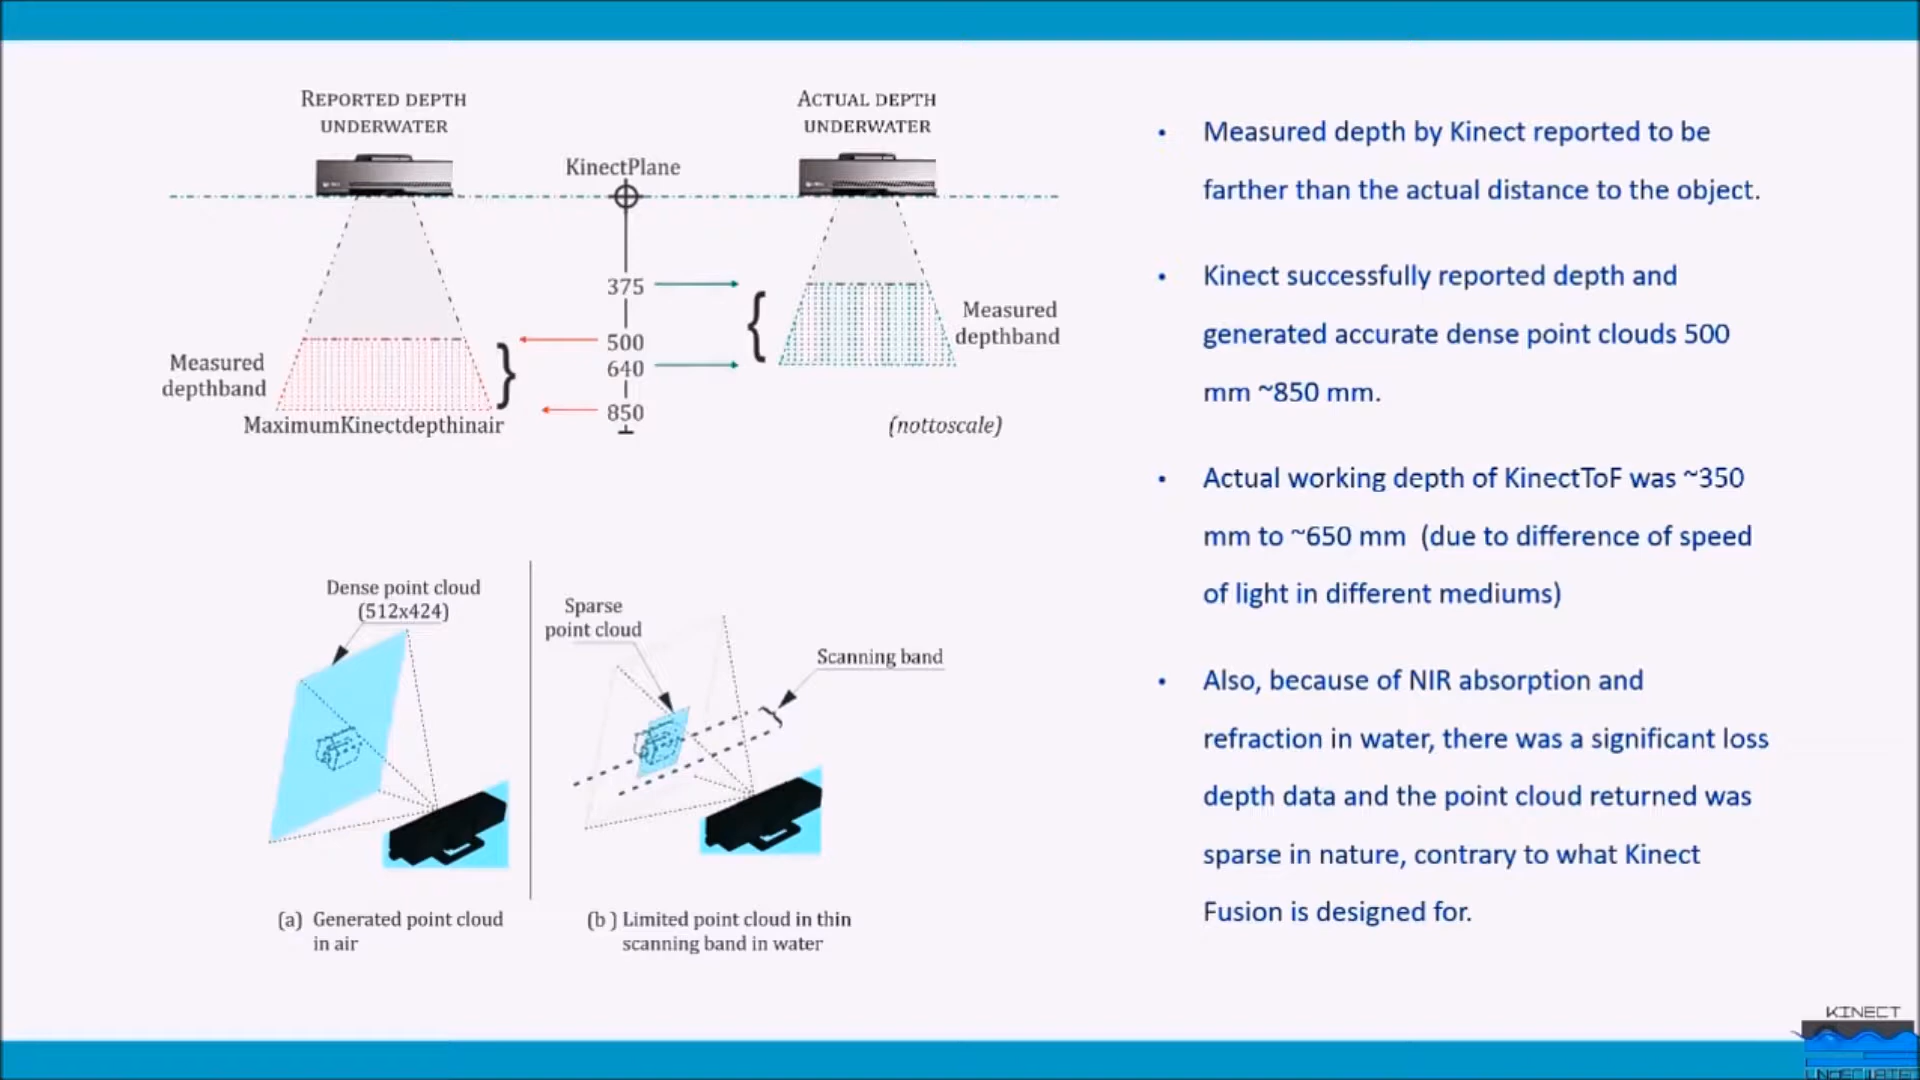 REPORTED DEPTH
UNDERWATER
ACTUAL DEPTH
UNDERWATER
KinectPlane
375
500
640
850
Measured
depthband
MaximumKinectdepthinair
Measured
depthband
(nottoscale)
Dense point cloud
(512x424)
Sparse
point cloud
Scanning band
(a) Generated point cloud
in air
(b ) Limited point cloud in thin
scanning band in water
• Measured depth by Kinect reported to be
farther than the actual distance to the object.
• Kinect successfully reported depth and
generated accurate dense point clouds 500
mm ~850 mm.
• Actual working depth of KinectToF was ~350
mm to ~650 mm (due to difference of speed
of light in different mediums)
• Also, because of NIR absorption and
refraction in water, there was a significant loss
depth data and the point cloud returned was
sparse in nature, contrary to what Kinect
Fusion is designed for.
KINECT